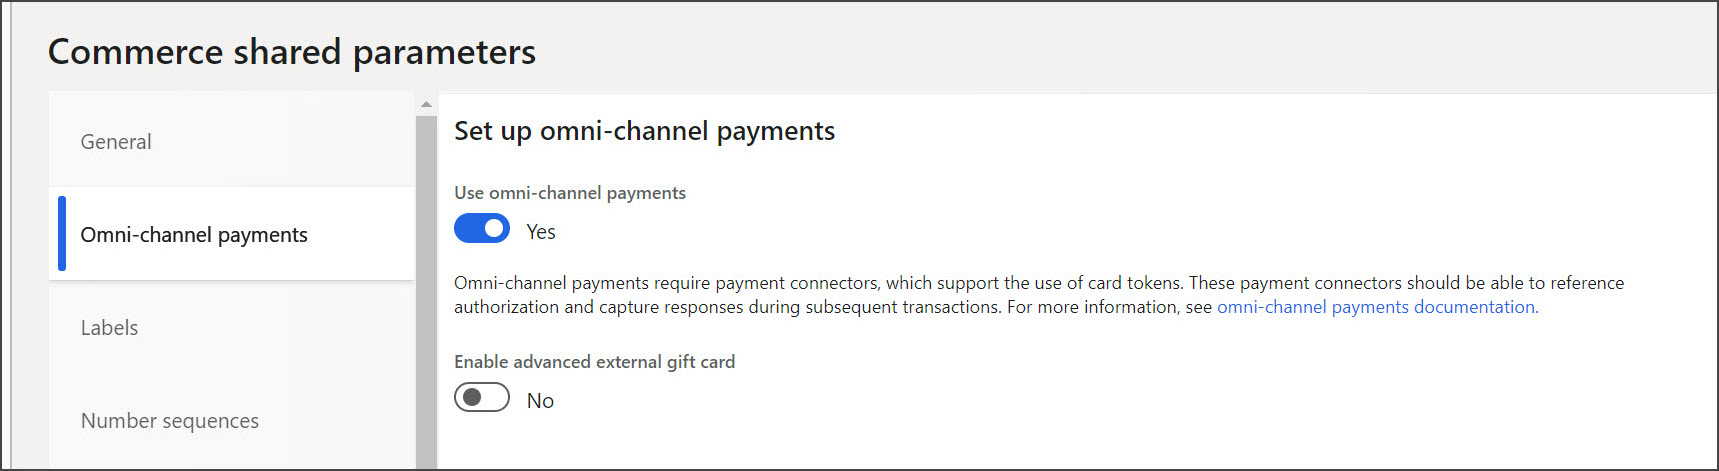 Commerce shared parameters
General
Omni-channel payments
Labels
Number sequences
Set up omni-channel payments
Use omni-channel payments
Yes
Omni-channel payments require payment connectors, which support the use of card tokens. These payment connectors should be able to reference
authorization and capture responses during subsequent transactions. For more information, see omni-channel payments documentation.
Enable advanced external gift card
No